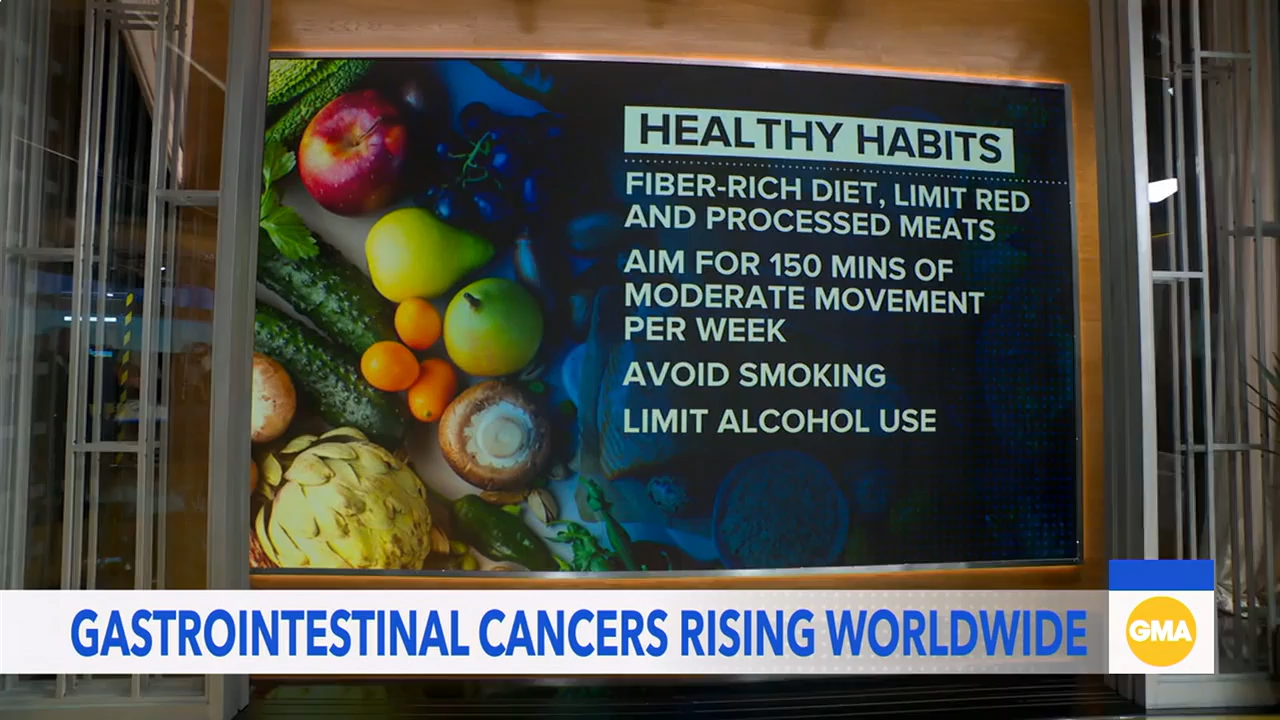 HEALTHY HABITS
FIBER-RICH DIET, LIMIT RED
AND PROCESSED MEATS
AIM FOR 150 MINS OF
MODERATE MOVEMENT
PER WEEK
AVOID SMOKING
LIMIT ALCOHOL USE
GASTROINTESTINAL CANCERS RISING WORLDWIDE
GMA